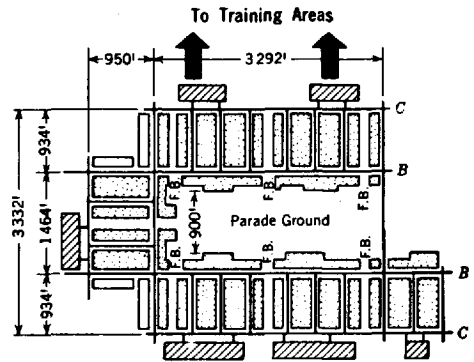 To Training Areas
950' 3292'
C
934'
B
F.B. F.B. F.B.
3332' 1464' 900' Parade Ground
F.B. F.B. F.B.
B
934'
C